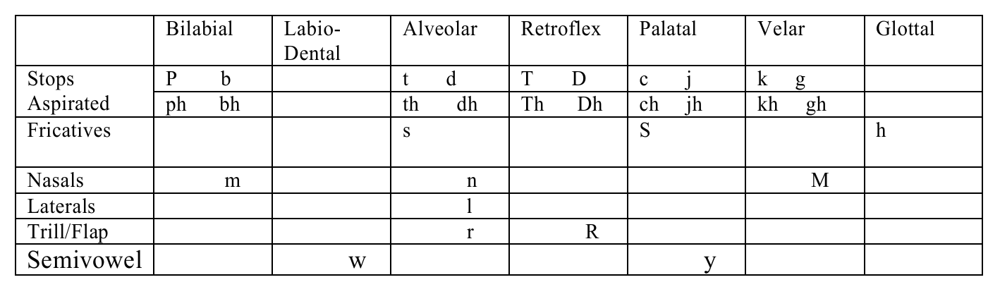 Bilabial Labio- Alveolar Retroflex Palatal Velar Glottal
Dental
Stops P b t d T D c j k g
Aspirated ph bh th dh Th Dh ch jh kh gh
Fricatives s S h
Nasals m n M
Laterals l
Trill/Flap r R
Semivowel w y